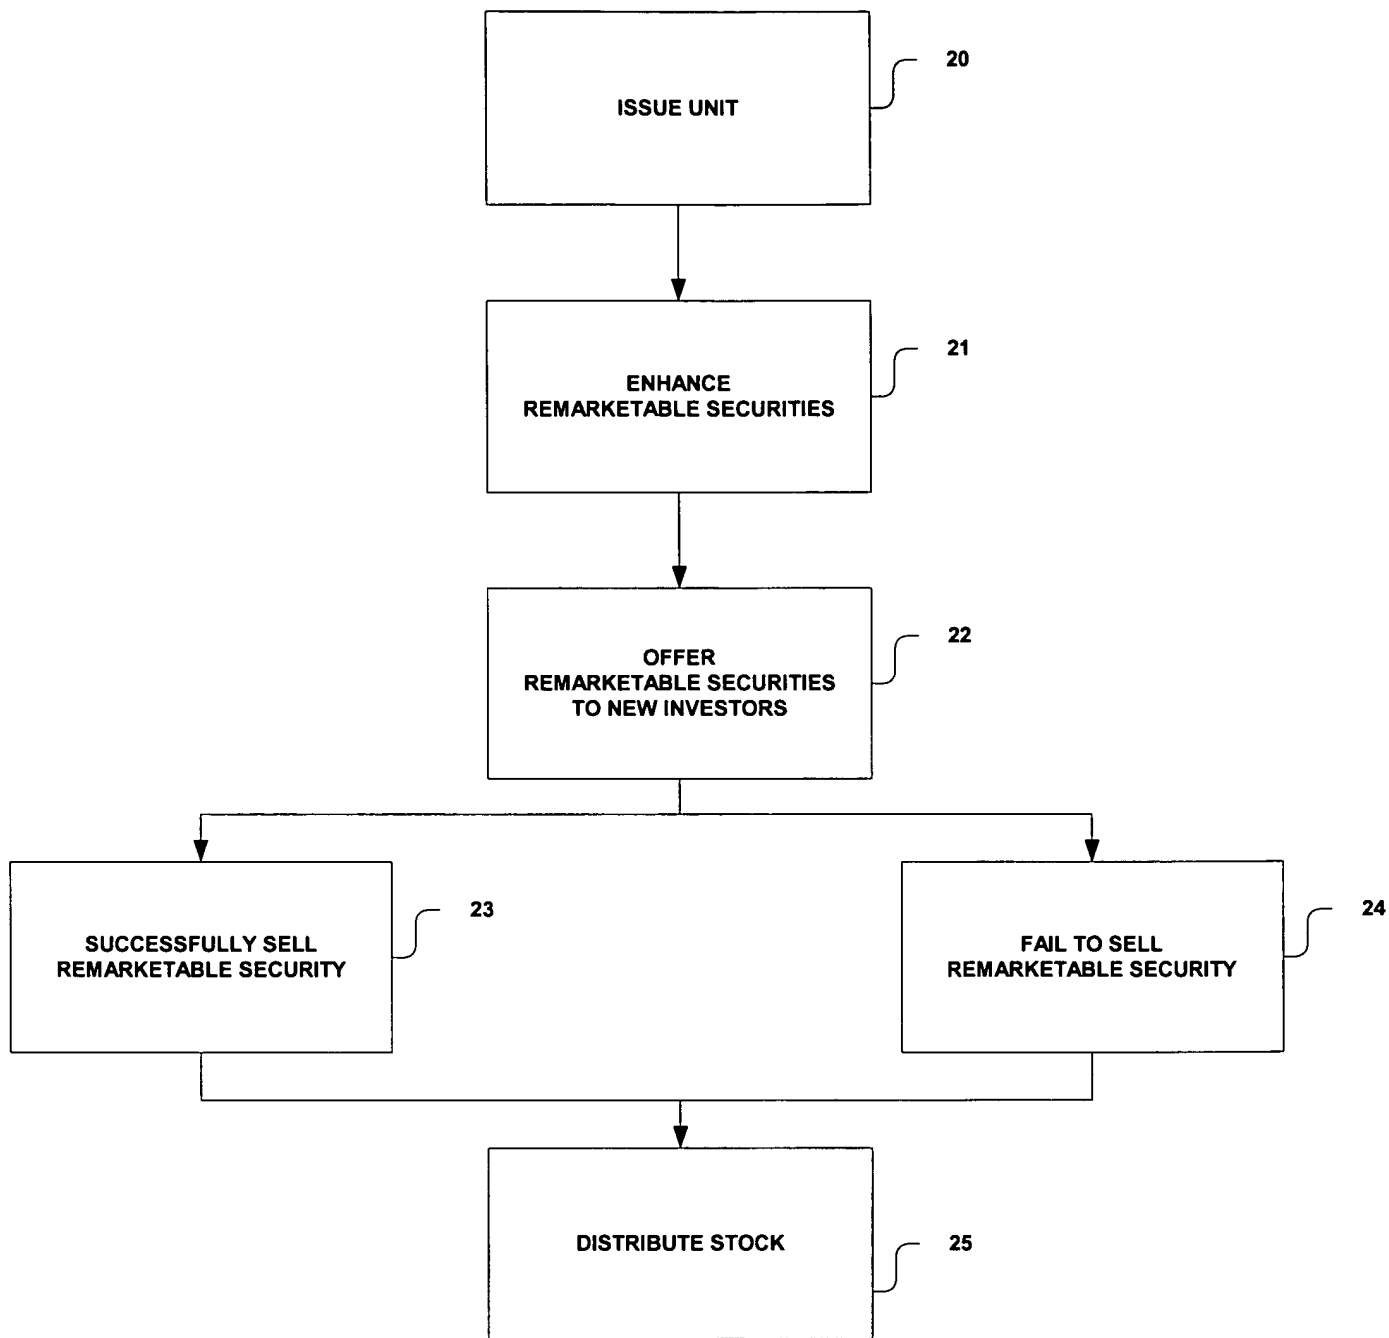 ISSUE UNIT
20
ENHANCE
REMARKETABLE SECURITIES
21
OFFER
REMARKETABLE SECURITIES
TO NEW INVESTORS
22
SUCCESSFULLY SELL
REMARKETABLE SECURITY
23
FAIL TO SELL
REMARKETABLE SECURITY
24
DISTRIBUTE STOCK
25